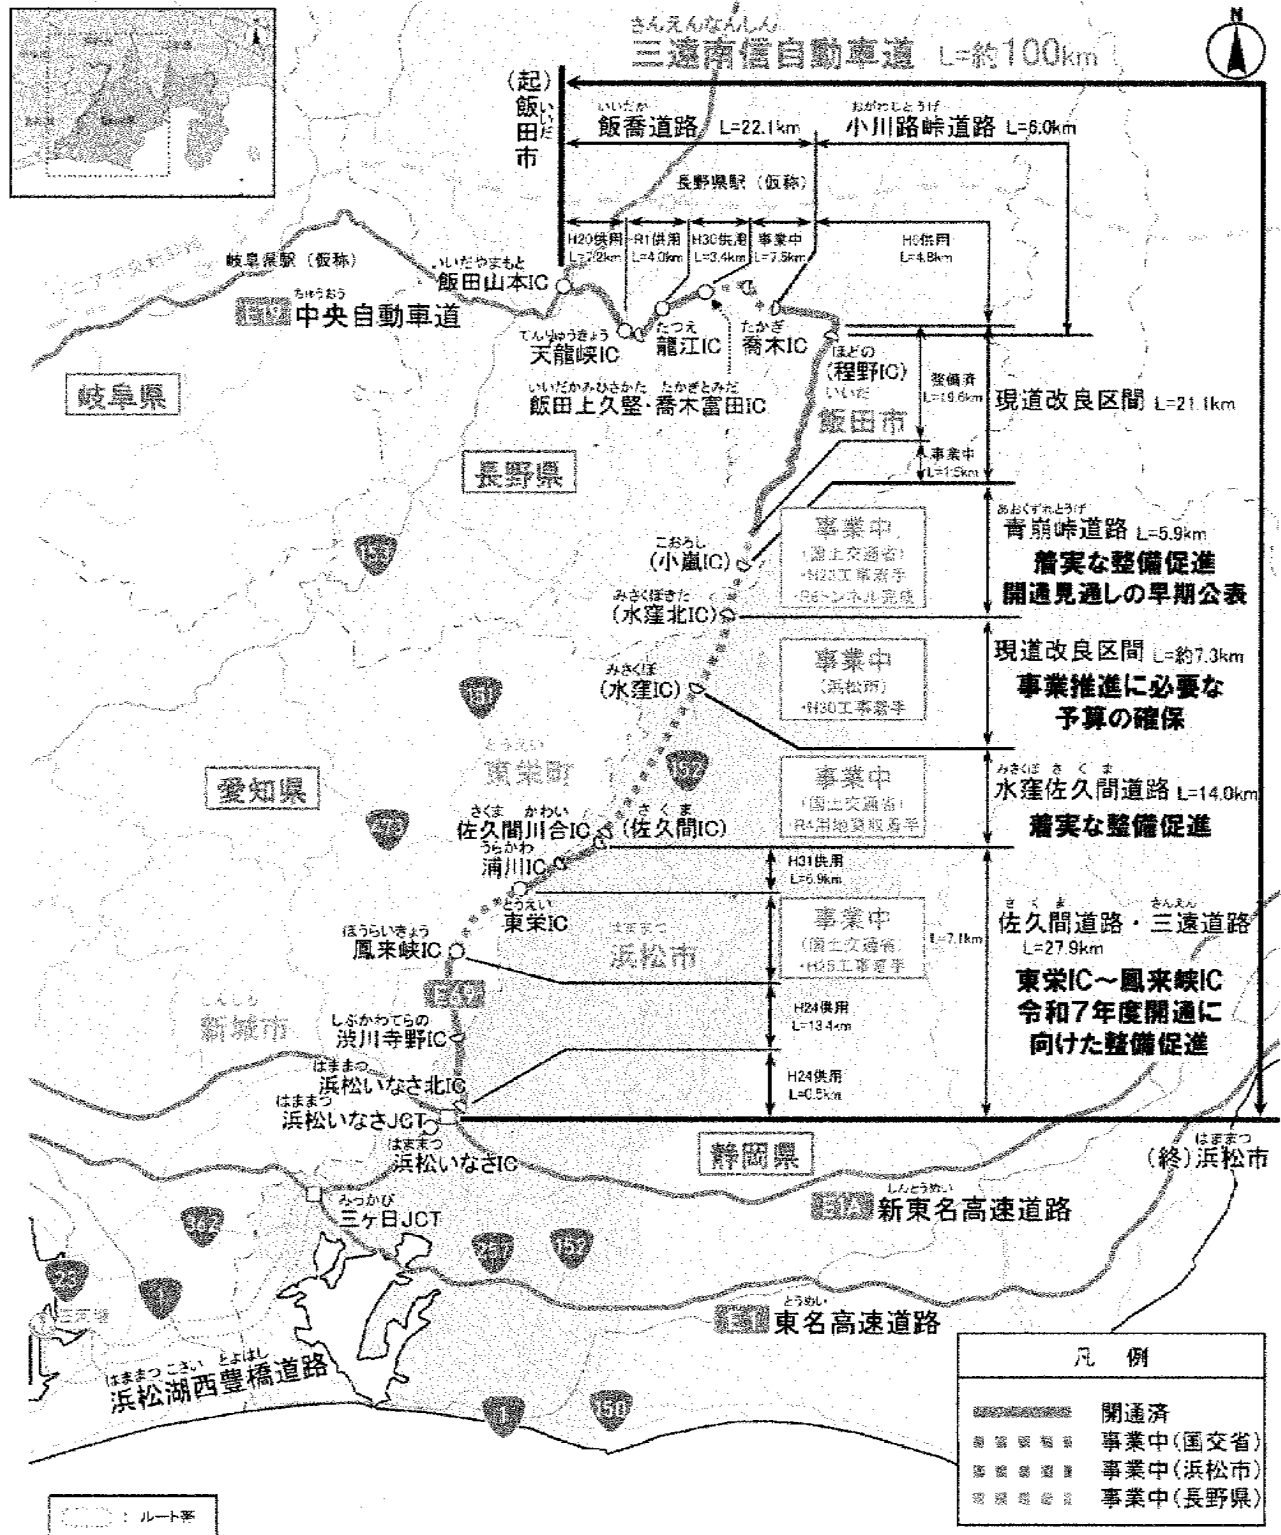 さんえんなんしん
三遠南信自動車道 L=約100km
N
(起)飯田市
いいだ
いいだか
飯喬道路 L=22.1km
おがわじとうげ
小川路峠道路 L=6.0km
長野県駅（仮称）
H20供用
L=7.2km
R1供用
L=4.0km
H30供用
L=3.4km
事業中
L=7.5km
H6供用
L=4.8km
岐阜県駅（仮称）
いいだやまもと
飯田山本IC
ちゅうおう
E19 中央自動車道
てんりゅうきょう
天龍峡IC
たつえ
龍江IC
たかぎ
喬木IC
ほどの
(程野IC)
いいだかみひさかた たかぎとみだ
飯田上久堅・喬木富田IC
いいだ
飯田市
整備済
L=19.6km
現道改良区間 L=21.1km
事業中
L=1.5km
岐阜県
長野県
153
こおろし
(小嵐IC)
事業中
(国土交通省)
青崩峠道路 L=5.9km
あおくずれとうげ
着実な整備促進
開通見通しの早期公表
みさくぼきた
(水窪北IC)
現道改良区間 L=約7.3km
事業推進に必要な
予算の確保
事業中
(浜松市)
・H30工事着手
みさくぼ
(水窪IC)
151
とうえい
東栄町
152
愛知県
事業中
(国土交通省)
・R4用地買収着手
みさくぼ さくま
水窪佐久間道路 L=14.0km
着実な整備促進
さくま かわい
佐久間川合IC
さくま
(佐久間IC)
うらかわ
浦川IC
とうえい
東栄IC
H31供用
L=6.9km
事業中
(国土交通省)
L=7.1km
さくま さんえん
佐久間道路・三遠道路
L=27.9km
東栄IC～鳳来峡IC
令和7年度開通に
向けた整備促進
ほうらいきょう
鳳来峡IC
はままつ
浜松市
E69
しんしろ
新城市
しぶかわてらの
渋川寺野IC
H24供用
L=13.4km
はままつ
浜松いなさ北IC
H24供用
L=0.5km
はままつ
浜松いなさJCT
はままつ
浜松いなさIC
静岡県
はままつ
(終)浜松市
しんとうめい
E1A 新東名高速道路
みっかび
三ケ日JCT
362
257
152
23
1
とうめい
E1 東名高速道路
はままつ こさい とよはし
浜松湖西豊橋道路
1
150
凡 例
開通済
事業中(国交省)
事業中(浜松市)
事業中(長野県)
：ルート帯